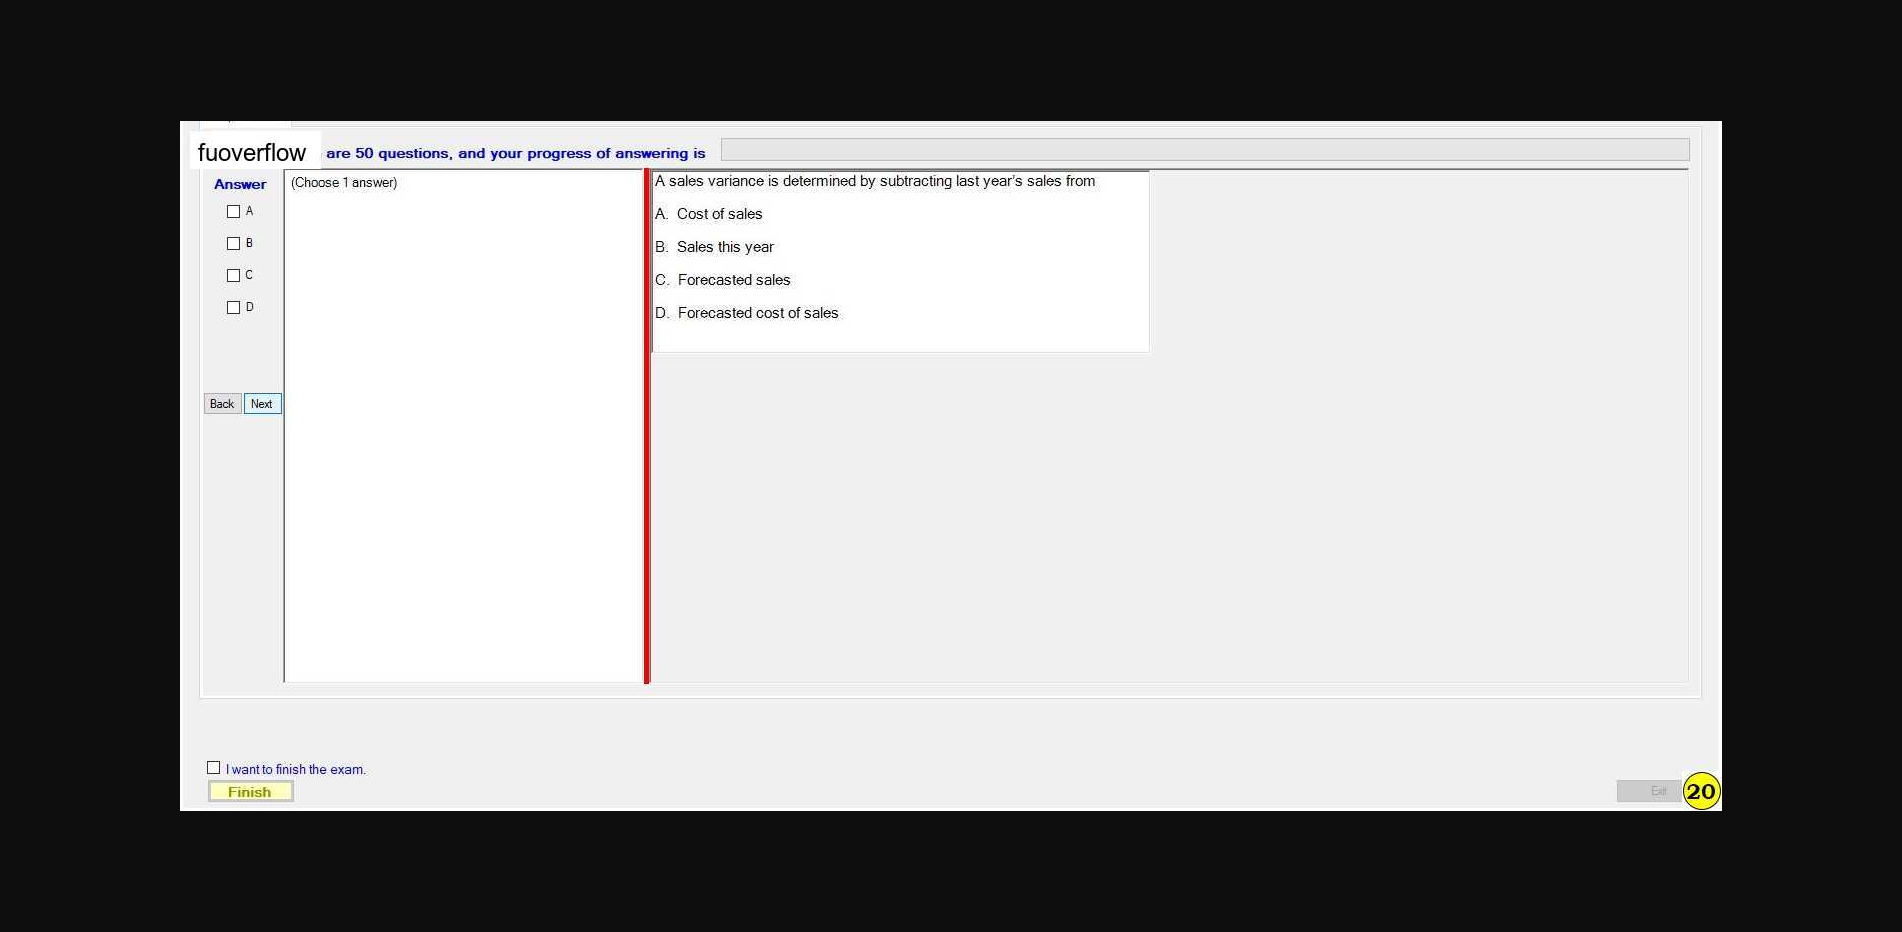 fuoverflow are 50 questions, and your progress of answering is
Answer
A
B
C
D
Back Next
(Choose 1 answer)
A sales variance is determined by subtracting last year's sales from
A. Cost of sales
B. Sales this year
C. Forecasted sales
D. Forecasted cost of sales
I want to finish the exam.
Finish
Exit
20